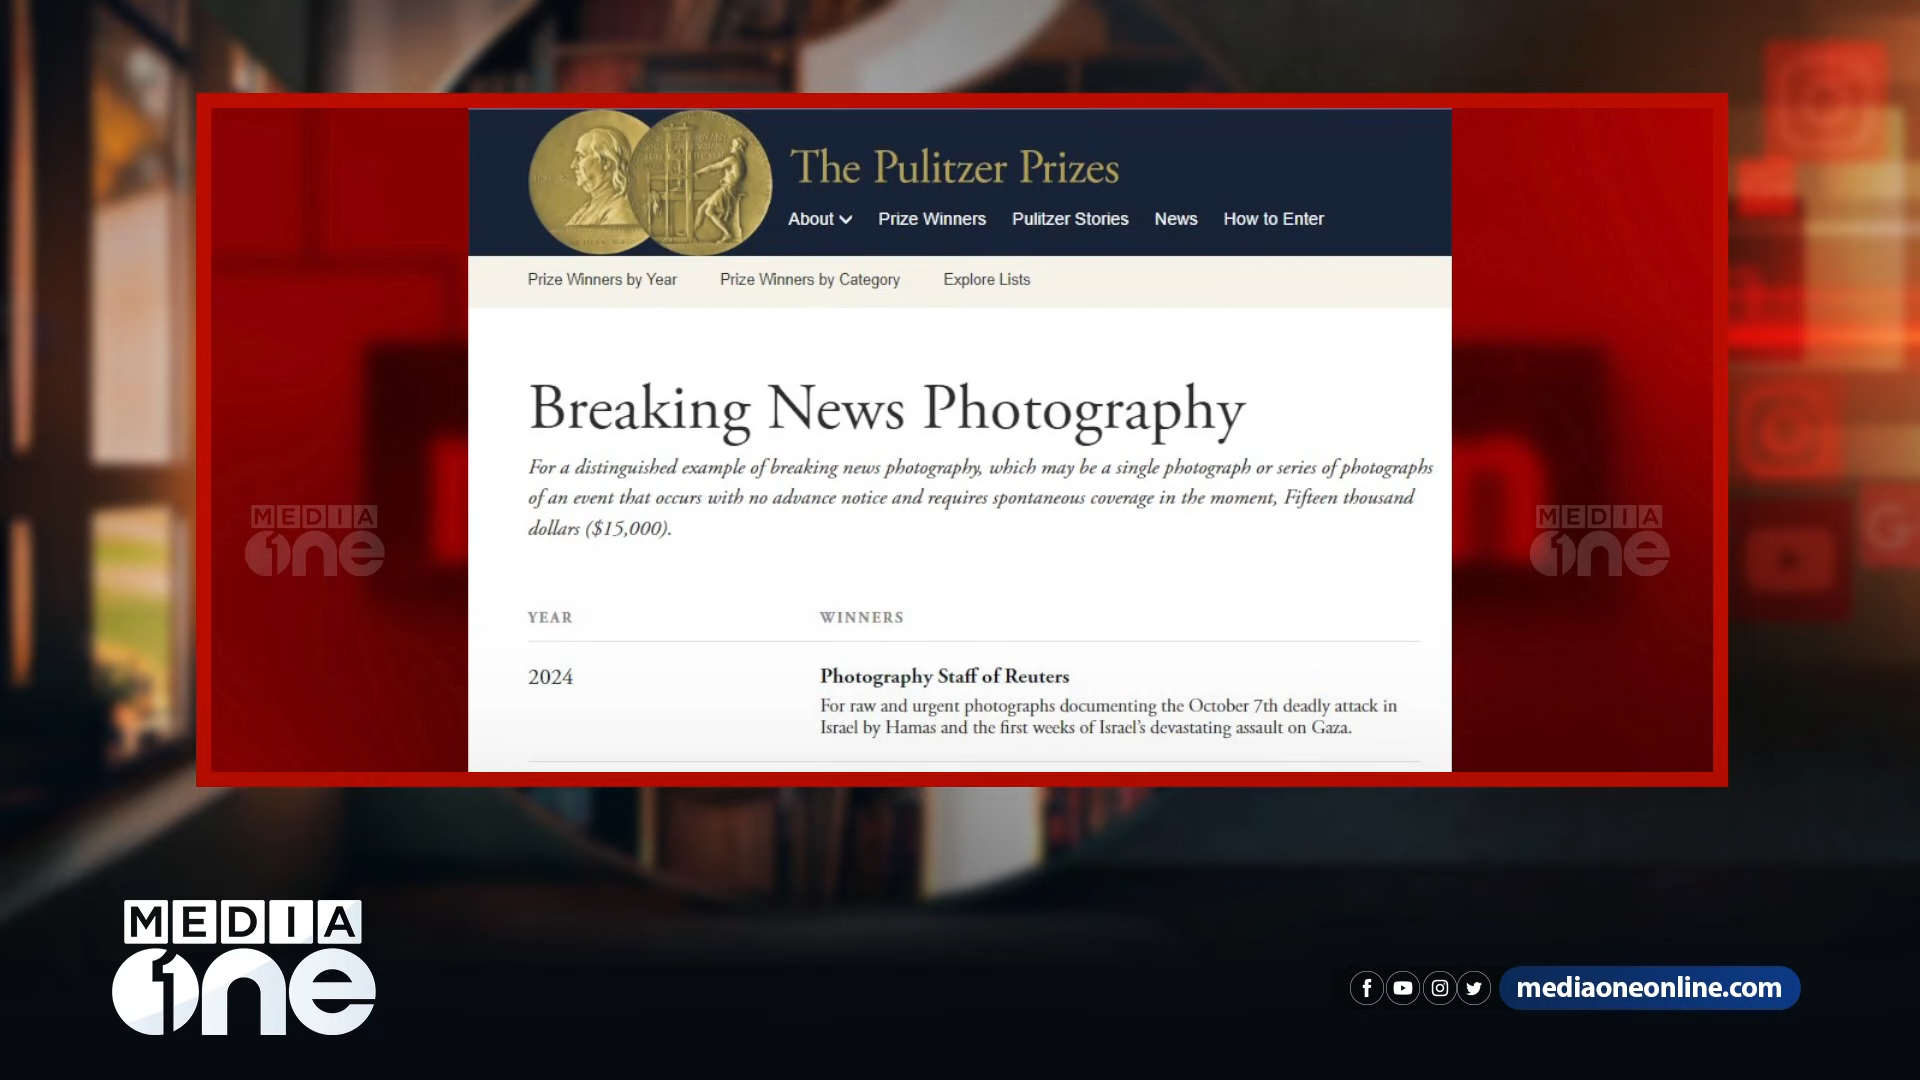 The Pulitzer Prizes
About Prize Winners Pulitzer Stories News How to Enter
Prize Winners by Year Prize Winners by Category Explore Lists
Breaking News Photography
For a distinguished example of breaking news photography, which may be a single photograph or series of photographs
of an event that occurs with no advance notice and requires spontaneous coverage in the moment, Fifteen thousand
dollars ($15,000).
MEDIA
one
MEDIA
one
YEAR WINNERS
2024 Photography Staff of Reuters
For raw and urgent photographs documenting the October 7th deadly attack in
Israel by Hamas and the first weeks of Israel's devastating assault on Gaza.
MEDIA
one
mediaoneonline.com